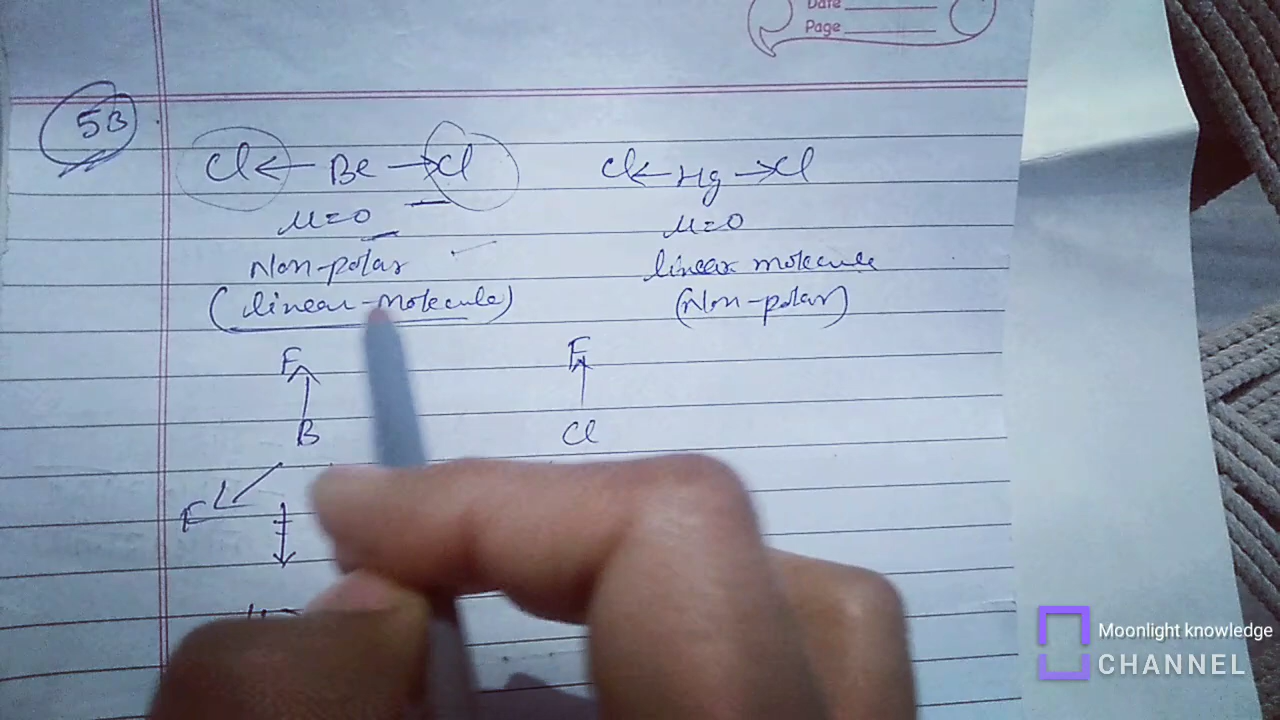 Date
Page
5B
Cl ← Be → Cl
Cl ← Hg → Cl
μ=0
μ=0
Non-polar
linear molecule
(linear-molecule)
(Non-polar)
F
F
B
Cl
F
Moonlight knowledge
CHANNEL